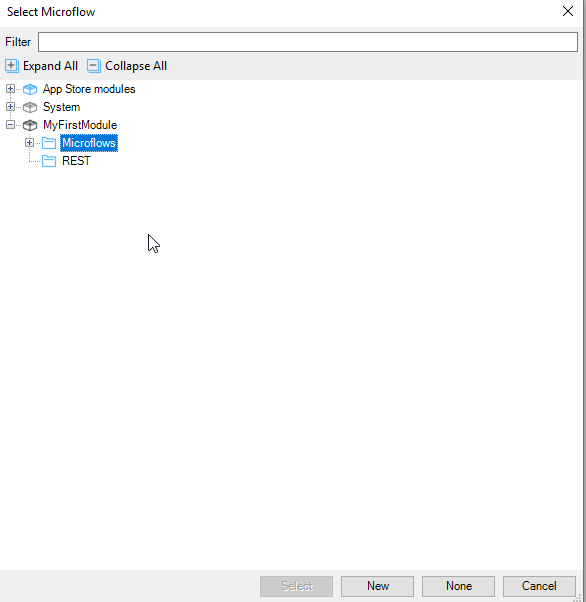 Select Microflow
Filter
Expand All Collapse All
App Store modules
System
MyFirstModule
Microflows
REST
Select New None Cancel